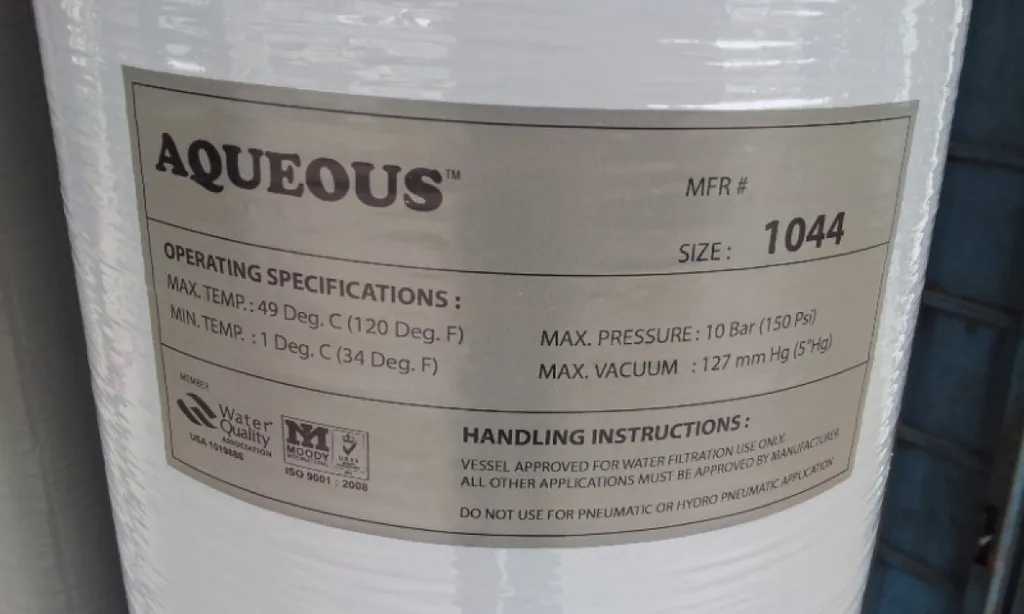 AQUEOUS™
MFR #
SIZE : 1044
OPERATING SPECIFICATIONS :
MAX. TEMP. : 49 Deg. C (120 Deg. F)
MIN. TEMP. : 1 Deg. C (34 Deg. F)
MAX. PRESSURE : 10 Bar (150 Psi)
MAX. VACUUM : 127 mm Hg (5"Hg)
MEMBER
Water
Quality
ASSOCIATION
USA
MOODY
INTERNATIONAL
UKAS
ISO 9001 : 2008
HANDLING INSTRUCTIONS :
VESSEL APPROVED FOR WATER FILTRATION USE ONLY.
ALL OTHER APPLICATIONS MUST BE APPROVED BY MANUFACTURER
DO NOT USE FOR PNEUMATIC OR HYDRO PNEUMATIC APPLICATION